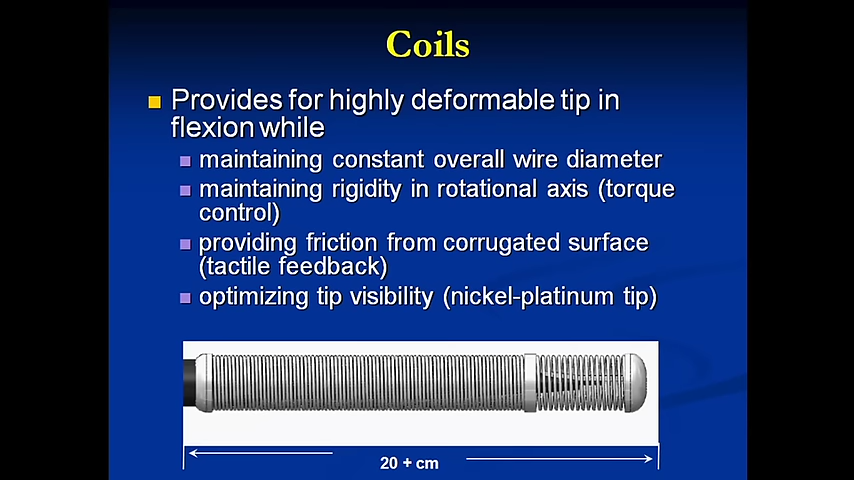 Coils
Provides for highly deformable tip in
flexion while
maintaining constant overall wire diameter
maintaining rigidity in rotational axis (torque
control)
providing friction from corrugated surface
(tactile feedback)
optimizing tip visibility (nickel-platinum tip)
20 + cm